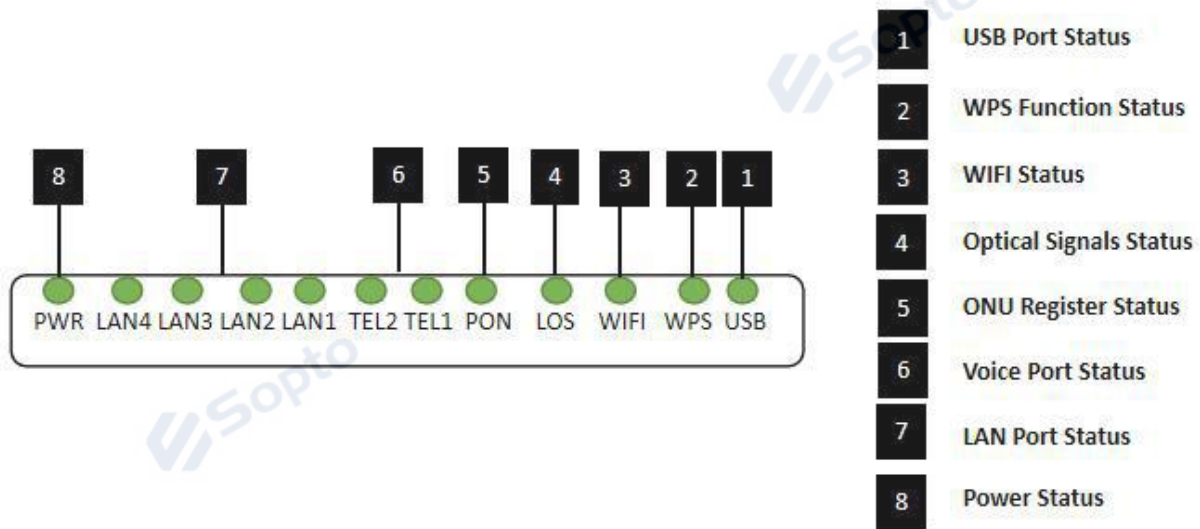 8 7 6 5 4 3 2 1
PWR LAN4 LAN3 LAN2 LAN1 TEL2 TEL1 PON LOS WIFI WPS USB
1 USB Port Status
2 WPS Function Status
3 WIFI Status
4 Optical Signals Status
5 ONU Register Status
6 Voice Port Status
7 LAN Port Status
8 Power Status
Sopto
Sopto